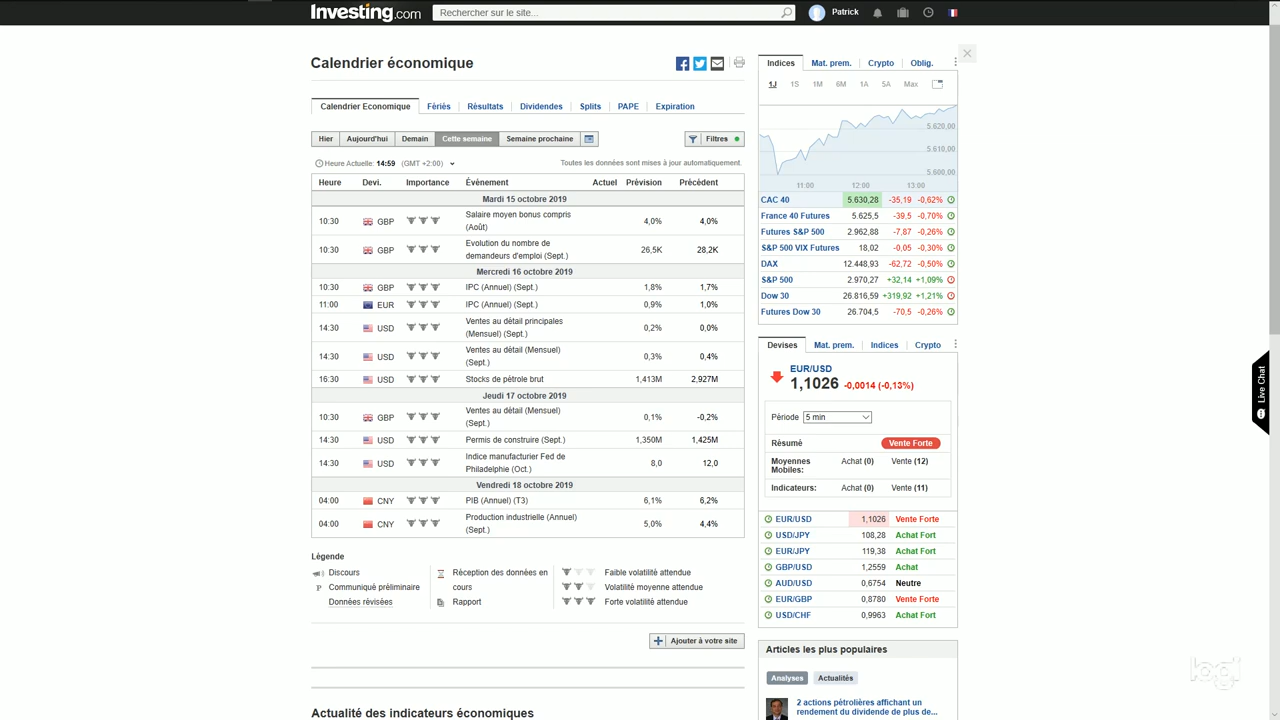 Investing.com
Rechercher sur le site...
Patrick
Calendrier économique
Calendrier Economique Fériés Résultats Dividendes Splits PAPE Expiration
Hier Aujourd'hui Demain Cette semaine Semaine prochaine
Filtres
Heure Actuelle: 14:59 (GMT +2:00)
Toutes les données sont mises à jour automatiquement.
Heure Devi. Importance Événement Actuel Prévision Précédent
Mardi 15 octobre 2019
10:30 GBP Salaire moyen bonus compris 4,0% 4,0%
(Août)
10:30 GBP Evolution du nombre de 26,5K 28,2K
demandeurs d'emploi (Sept.)
Mercredi 16 octobre 2019
10:30 GBP IPC (Annuel) (Sept.) 1,8% 1,7%
11:00 EUR IPC (Annuel) (Sept.) 0,9% 1,0%
14:30 USD Ventes au détail principales 0,2% 0,0%
(Mensuel) (Sept.)
14:30 USD Ventes au détail (Mensuel) 0,3% 0,4%
(Sept.)
16:30 USD Stocks de pétrole brut 1,413M 2,927M
Jeudi 17 octobre 2019
10:30 GBP Ventes au détail (Mensuel) 0,1% -0,2%
(Sept.)
14:30 USD Permis de construire (Sept.) 1,350M 1,425M
14:30 USD Indice manufacturier Fed de 8,0 12,0
Philadelphie (Oct.)
Vendredi 18 octobre 2019
04:00 CNY PIB (Annuel) (T3) 6,1% 6,2%
04:00 CNY Production industrielle (Annuel) 5,0% 4,4%
(Sept.)
Légende
Discours
P Communiqué préliminaire
Données révisées
Réception des données en
cours
Rapport
Faible volatilité attendue
Volatilité moyenne attendue
Forte volatilité attendue
Ajouter à votre site
Actualité des indicateurs économiques
Indices Mat. prem. Crypto Oblig.
1J 1S 1M 6M 1A 5A Max.
5.620,00
5.610,00
5.600,00
11:00 12:00 13:00
CAC 40 5.630,28 -35,19 -0,62%
France 40 Futures 5.625,5 -39,5 -0,70%
Futures S&P 500 2.962,88 -7,87 -0,26%
S&P 500 VIX Futures 18,02 -0,05 -0,30%
DAX 12.448,93 -62,72 -0,50%
S&P 500 2.970,27 +32,14 +1,09%
Dow 30 26.816,59 +319,92 +1,21%
Futures Dow 30 26.704,5 -70,5 -0,26%
Devises Mat. prem. Indices Crypto
EUR/USD
1,1026 -0,0014 (-0,13%)
Période 5 min
Résumé Vente Forte
Moyennes Achat (0) Vente (12)
Mobiles:
Indicateurs: Achat (0) Vente (11)
EUR/USD 1,1026 Vente Forte
USD/JPY 108,28 Achat Fort
EUR/JPY 119,38 Achat Fort
GBP/USD 1,2559 Achat
AUD/USD 0,6754 Neutre
EUR/GBP 0,8780 Vente Forte
USD/CHF 0,9963 Achat Fort
Articles les plus populaires
Analyses Actualités
2 actions pétrolières affichant un
rendement du dividende de plus de...
Live Chat
logi